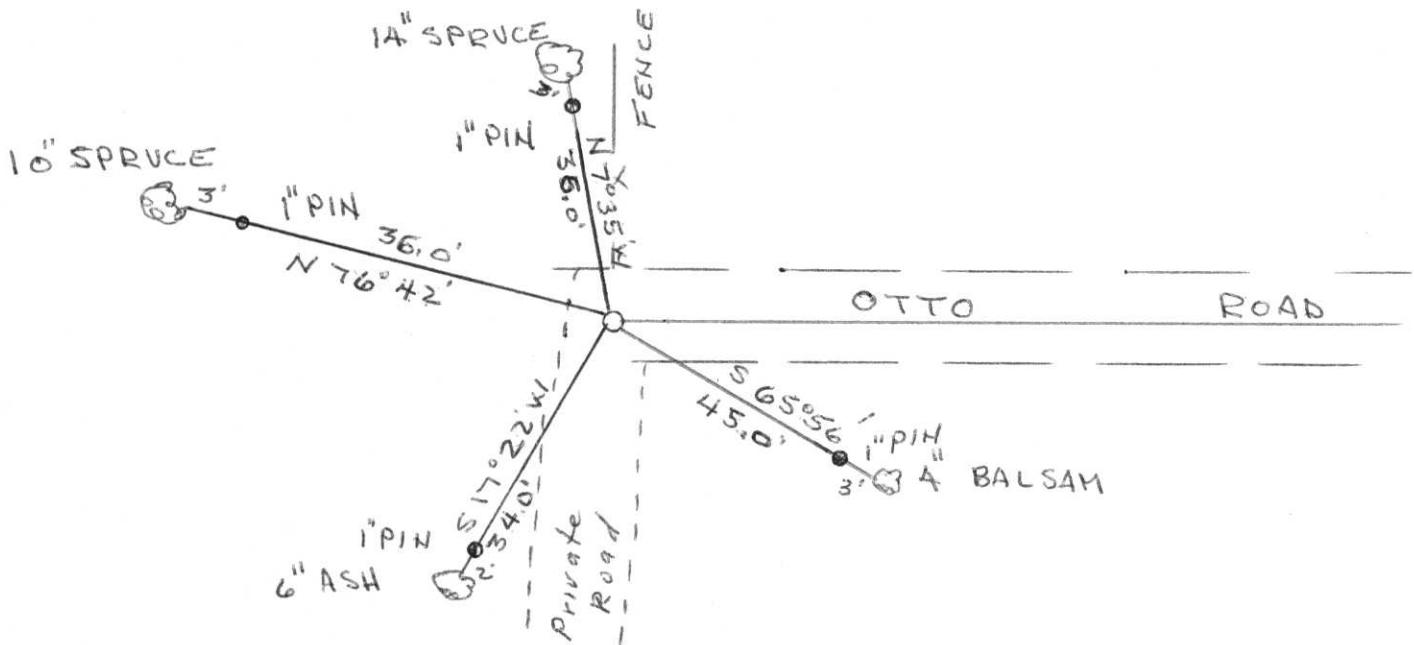 14" SPRUCE
FENCE
1" PIN
N 7°35' W
10" SPRUCE
3'
1" PIN
36.0'
N 76°42'
OTTO ROAD
S 65°56'
45.0'
1" PIN
3'
4" BALSAM
S 17°22' W
34.0'
1" PIN
2'
6" ASH
Private
Road